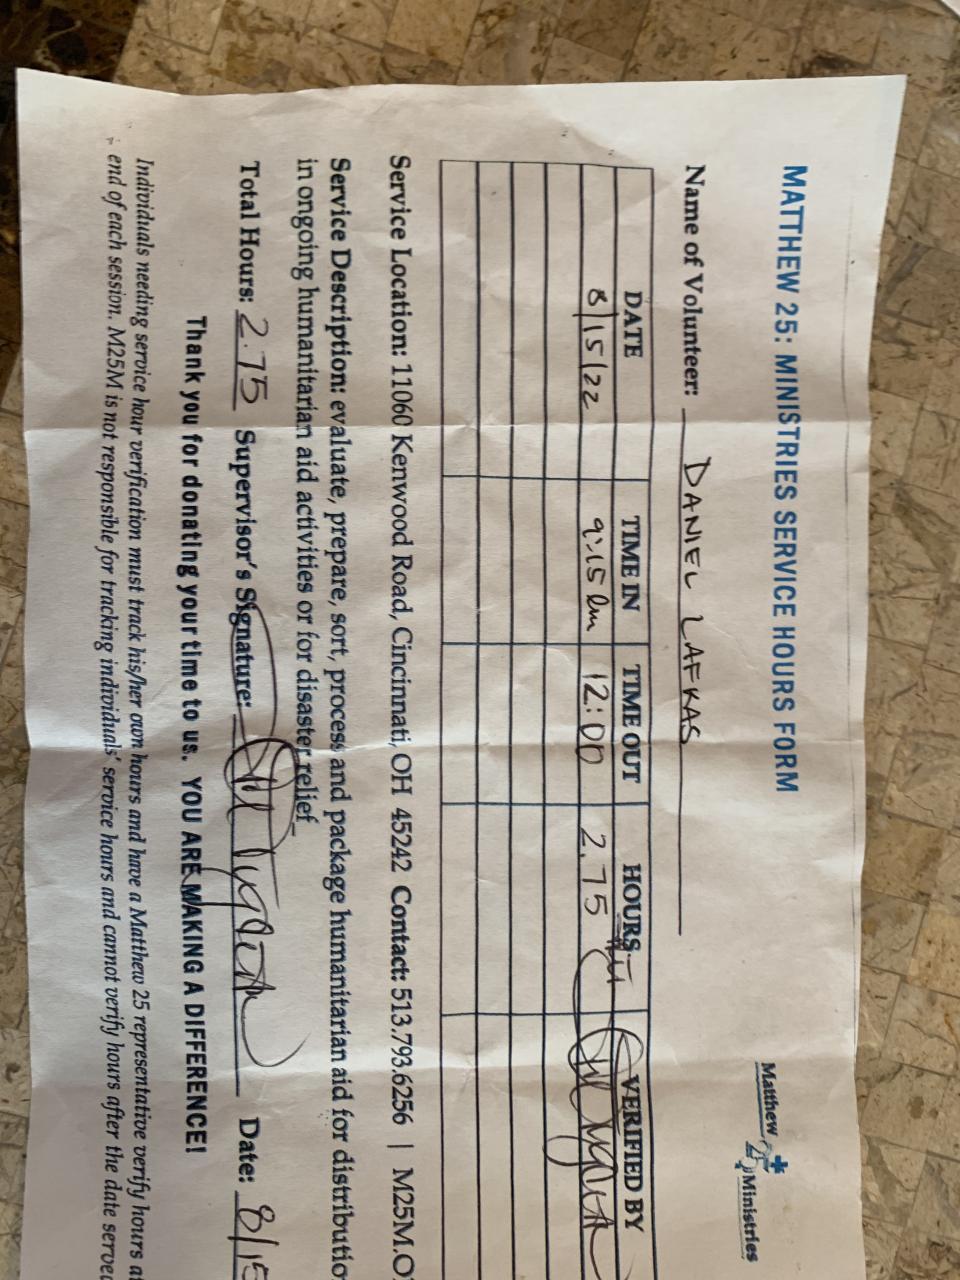 MATTHEW 25: MINISTRIES SERVICE HOURS FORM
Matthew 25 Ministries
Name of Volunteer: DANIEL LAFKAS
DATE TIME IN TIME OUT HOURS VERIFIED BY
8/15/22 9:15am 12:00 2.75
Service Location: 11060 Kenwood Road, Cincinnati, OH 45242 Contact: 513.793.6256 | M25M.O
Service Description: evaluate, prepare, sort, process and package humanitarian aid for distributio
in ongoing humanitarian aid activities or for disaster relief
Total Hours: 2.75 Supervisor's Signature: Date: 8/15
Thank you for donating your time to us. YOU ARE MAKING A DIFFERENCE!
Individuals needing service hour verification must track his/her own hours and have a Matthew 25 representative verify hours at
end of each session. M25M is not responsible for tracking individuals' service hours and cannot verify hours after the date served